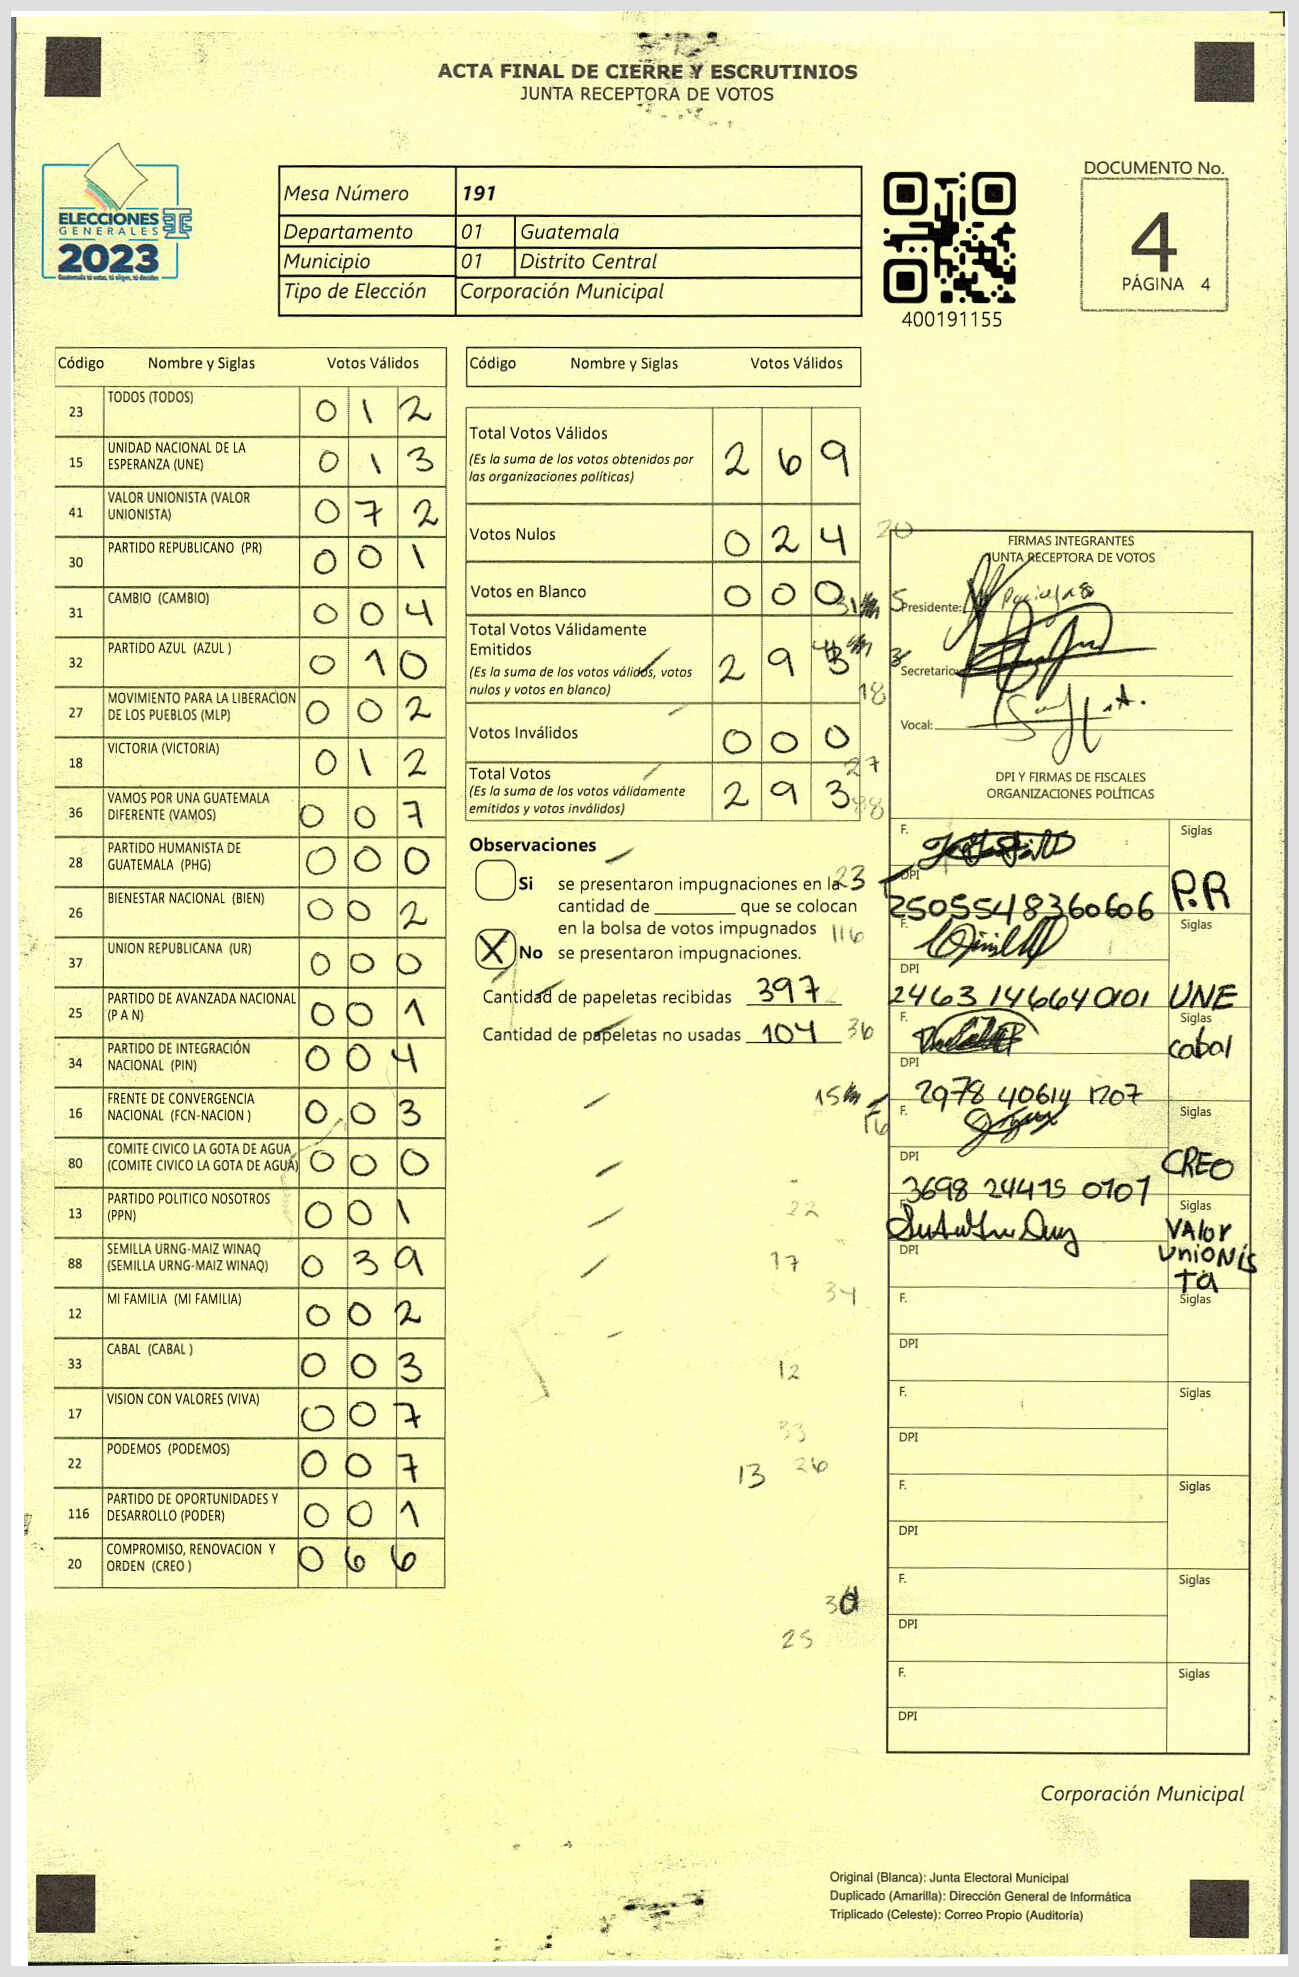 ACTA FINAL DE CIERRE Y ESCRUTINIOS
JUNTA RECEPTORA DE VOTOS
ELECCIONES
GENERALES
2023
Mesa Número 191
Departamento 01 Guatemala
Municipio 01 Distrito Central
Tipo de Elección Corporación Municipal
400191155
DOCUMENTO No.
4
PÁGINA 4
Código Nombre y Siglas Votos Válidos
23 TODOS (TODOS) 0 1 2
15 UNIDAD NACIONAL DE LA ESPERANZA (UNE) 0 1 3
41 VALOR UNIONISTA (VALOR UNIONISTA) 0 7 2
30 PARTIDO REPUBLICANO (PR) 0 0 1
31 CAMBIO (CAMBIO) 0 0 4
32 PARTIDO AZUL (AZUL ) 0 1 0
27 MOVIMIENTO PARA LA LIBERACION DE LOS PUEBLOS (MLP) 0 0 2
18 VICTORIA (VICTORIA) 0 1 2
36 VAMOS POR UNA GUATEMALA DIFERENTE (VAMOS) 0 0 7
28 PARTIDO HUMANISTA DE GUATEMALA (PHG) 0 0 0
26 BIENESTAR NACIONAL (BIEN) 0 0 2
37 UNION REPUBLICANA (UR) 0 0 0
25 PARTIDO DE AVANZADA NACIONAL (P A N) 0 0 1
34 PARTIDO DE INTEGRACIÓN NACIONAL (PIN) 0 0 4
16 FRENTE DE CONVERGENCIA NACIONAL (FCN-NACION ) 0 0 3
80 COMITE CIVICO LA GOTA DE AGUA (COMITE CIVICO LA GOTA DE AGUA) 0 0 0
13 PARTIDO POLITICO NOSOTROS (PPN) 0 0 1
88 SEMILLA URNG-MAIZ WINAQ (SEMILLA URNG-MAIZ WINAQ) 0 3 9
12 MI FAMILIA (MI FAMILIA) 0 0 2
33 CABAL (CABAL ) 0 0 3
17 VISION CON VALORES (VIVA) 0 0 7
22 PODEMOS (PODEMOS) 0 0 7
116 PARTIDO DE OPORTUNIDADES Y DESARROLLO (PODER) 0 0 1
20 COMPROMISO, RENOVACION Y ORDEN (CREO ) 0 6 6
Código Nombre y Siglas Votos Válidos
Total Votos Válidos 2 6 9
(Es la suma de los votos obtenidos por
las organizaciones políticas)
Votos Nulos 0 2 4
Votos en Blanco 0 0 0
Total Votos Válidamente
Emitidos 2 9 3
(Es la suma de los votos válidos, votos
nulos y votos en blanco)
Votos Inválidos 0 0 0
Total Votos 2 9 3
(Es la suma de los votos válidamente
emitidos y votos inválidos)
Observaciones
Si se presentaron impugnaciones en la
cantidad de ________ que se colocan
en la bolsa de votos impugnados
X No se presentaron impugnaciones.
Cantidad de papeletas recibidas 397
Cantidad de papeletas no usadas 104
20
31
18
27
88
23
116
36
15
16
22
17
34
12
33
13 26
30
25
FIRMAS INTEGRANTES
JUNTA RECEPTORA DE VOTOS
Presidente:
Secretario:
Vocal:
DPI Y FIRMAS DE FISCALES
ORGANIZACIONES POLÍTICAS
F. Siglas
DPI 2505548360606 P.R
F. Siglas
DPI 2463146640101 UNE
F. Siglas
cabal
DPI 2978 40614 1207
F. Siglas
DPI 3698 24415 0101 CREO
Siglas
DPI VAlor UNiONiS TA
F. Siglas
DPI
F. Siglas
DPI
F. Siglas
DPI
F. Siglas
DPI
F. Siglas
DPI
Corporación Municipal
Original (Blanca): Junta Electoral Municipal
Duplicado (Amarilla): Dirección General de Informática
Triplicado (Celeste): Correo Propio (Auditoria)